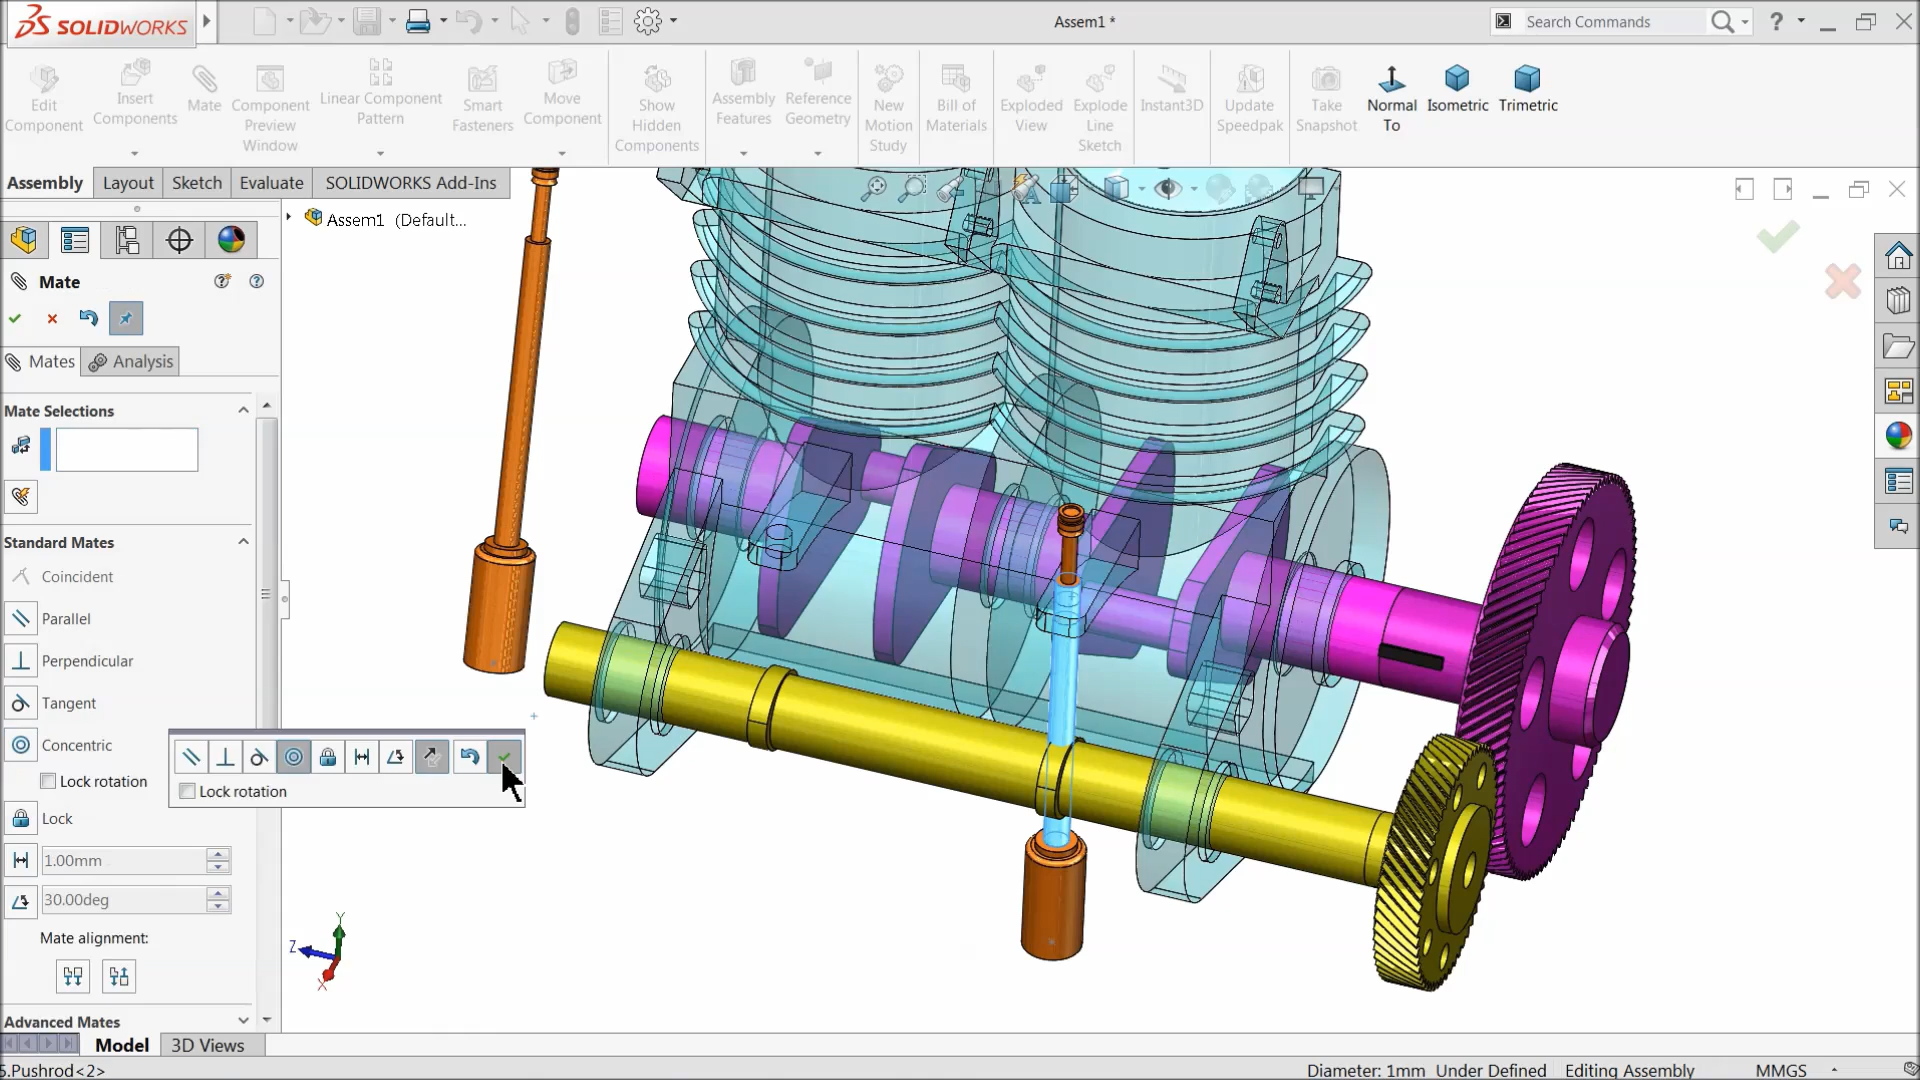 SOLIDWORKS
Assem1 *
Search Commands
?
Edit Component
Insert Components
Mate
Component Preview Window
Linear Component Pattern
Smart Fasteners
Move Component
Show Hidden Components
Assembly Features
Reference Geometry
New Motion Study
Bill of Materials
Exploded View
Explode Line Sketch
Instant3D
Update Speedpak
Take Snapshot
Normal To
Isometric
Trimetric
Assembly
Layout
Sketch
Evaluate
SOLIDWORKS Add-Ins
Assem1 (Default...
Mate
Mates
Analysis
Mate Selections
Standard Mates
Coincident
Parallel
Perpendicular
Tangent
Concentric
Lock rotation
Lock rotation
Lock
1.00mm
30.00deg
Mate alignment:
Y
Z
X
Advanced Mates
Model
3D Views
5.Pushrod<2>
Diameter: 1mm Under Defined Editing Assembly MMGS